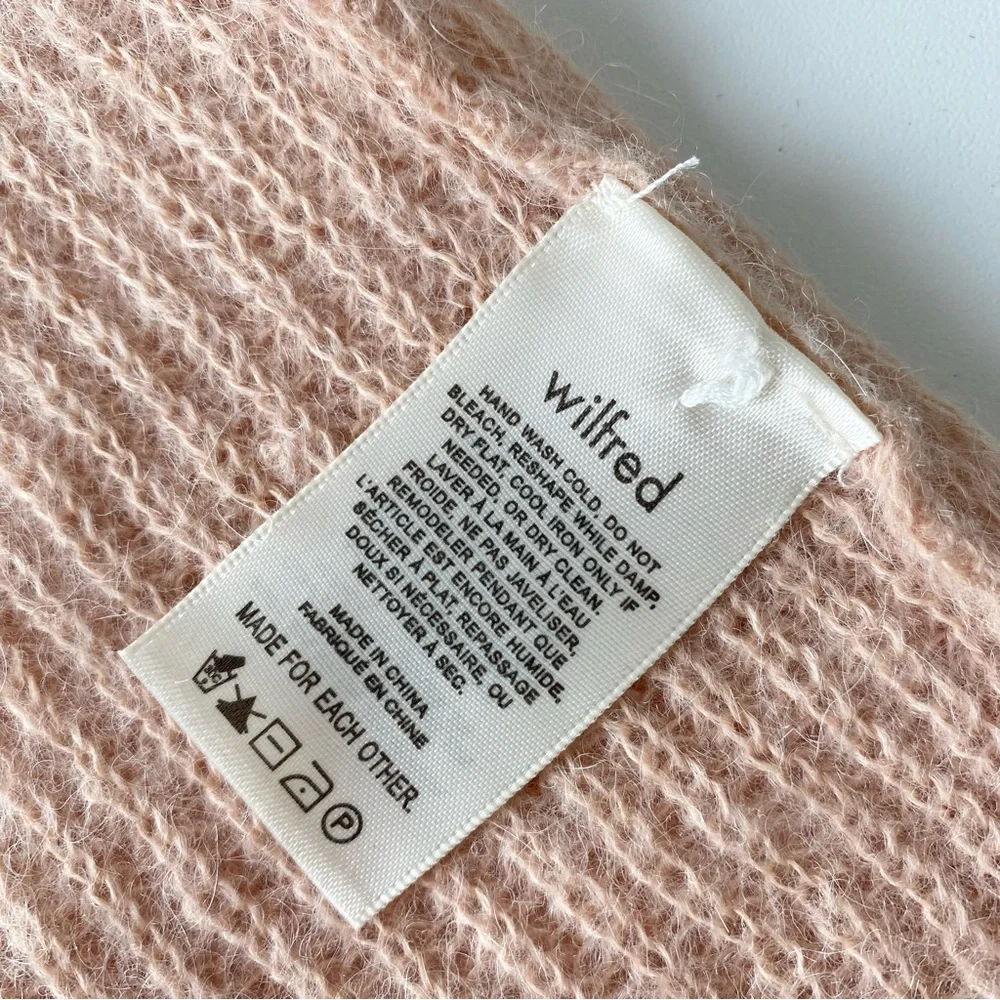 wilfred
HAND WASH COLD. DO NOT
BLEACH, RESHAPE WHILE DAMP,
DRY FLAT, COOL IRON ONLY IF
NEEDED, OR DRY CLEAN.
LAVER À LA MAIN À L'EAU
FROIDE. NE PAS JAVELISER,
REMODELER PENDANT QUE
L'ARTICLE EST ENCORE HUMIDE.
SÉCHER À PLAT. REPASSAGE
DOUX SI NÉCESSAIRE, OU
NETTOYER À SEC.
MADE IN CHINA
FABRIQUÉ EN CHINE
MADE FOR EACH OTHER.
P